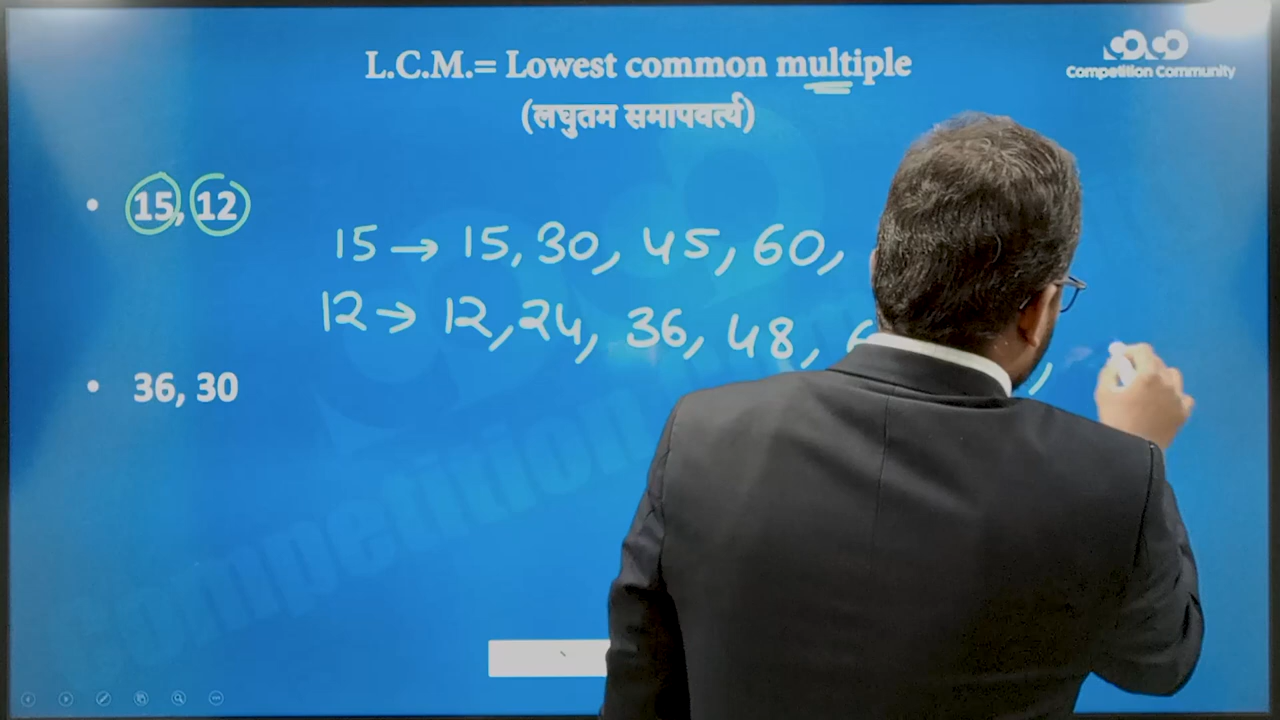 L.C.M.= Lowest common multiple
(लघुतम समापवर्त्य)
Competition Community
• 15, 12
15 → 15, 30, 45, 60,
12 → 12, 24, 36, 48, 6
• 36, 30